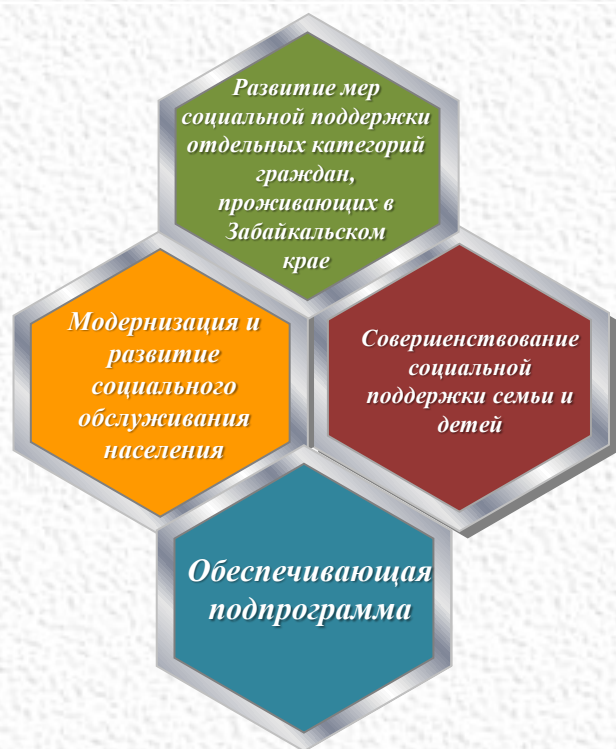 Развитие мер
социальной поддержки
отдельных категорий
граждан,
проживающих в
Забайкальском
крае
Модернизация и
развитие
социального
обслуживания
населения
Совершенствование
социальной
поддержки семьи и
детей
Обеспечивающая
подпрограмма